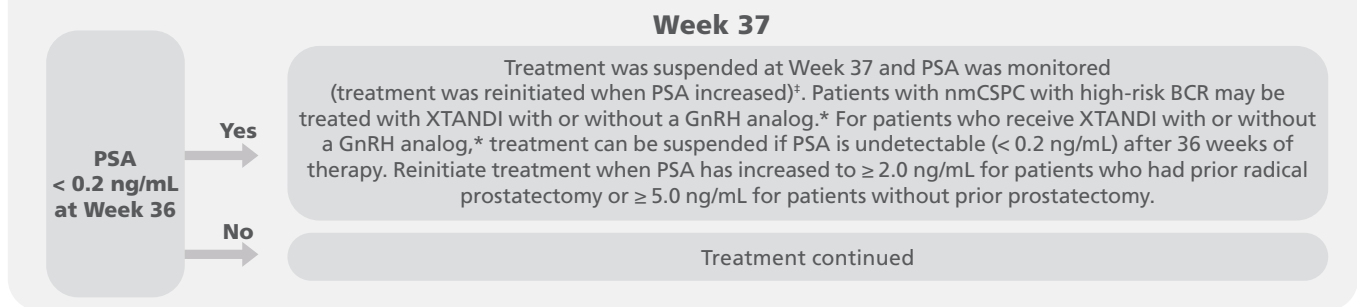 Week 37
PSA
< 0.2 ng/mL
at Week 36
Yes
Treatment was suspended at Week 37 and PSA was monitored
(treatment was reinitiated when PSA increased)‡. Patients with nmCSPC with high-risk BCR may be
treated with XTANDI with or without a GnRH analog.* For patients who receive XTANDI with or without
a GnRH analog,* treatment can be suspended if PSA is undetectable (< 0.2 ng/mL) after 36 weeks of
therapy. Reinitiate treatment when PSA has increased to ≥ 2.0 ng/mL for patients who had prior radical
prostatectomy or ≥ 5.0 ng/mL for patients without prior prostatectomy.
No
Treatment continued